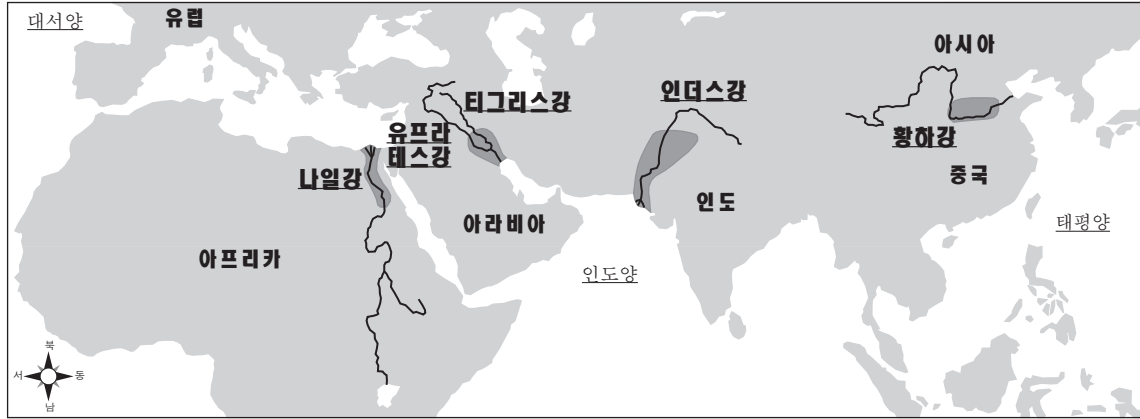 대서양
유럽
아시아
티그리스강
인더스강
유프라
테스강
황하강
나일강
중국
인도
아라비아
태평양
아프리카
인도양
북
서
동
남